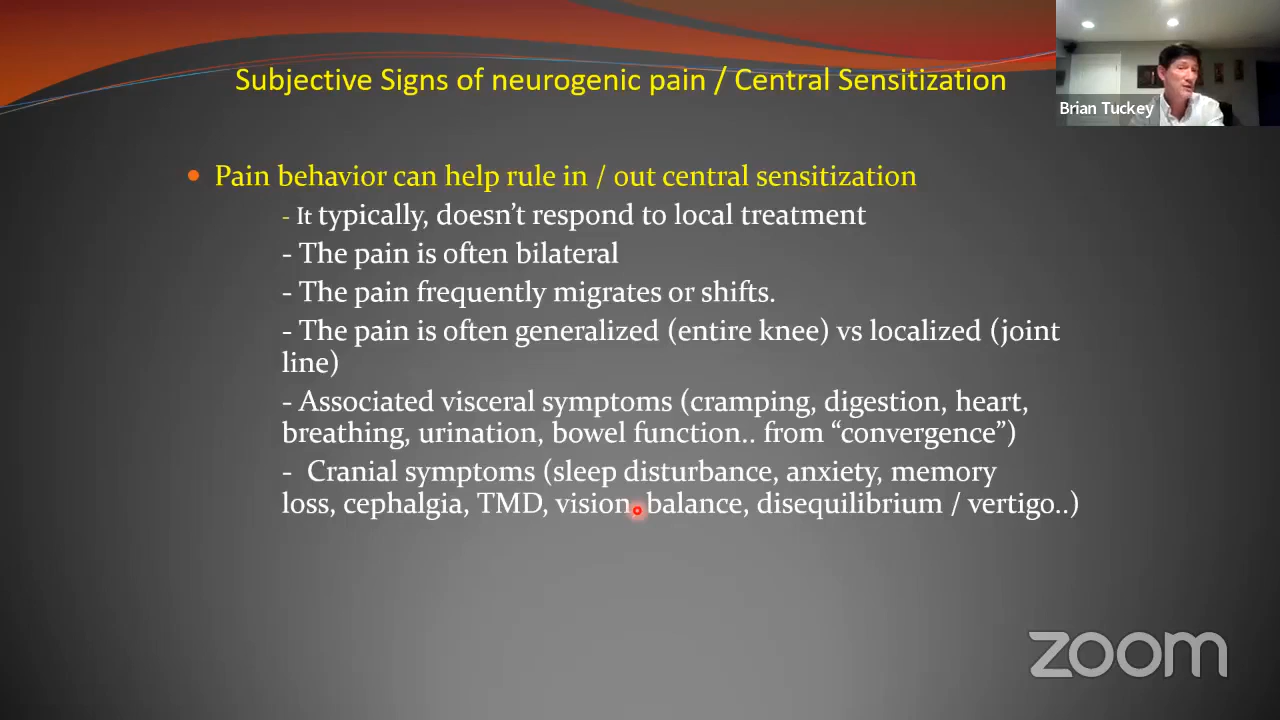 Subjective Signs of neurogenic pain / Central Sensitization
Brian Tuckey
• Pain behavior can help rule in / out central sensitization
- It typically, doesn’t respond to local treatment
- The pain is often bilateral
- The pain frequently migrates or shifts.
- The pain is often generalized (entire knee) vs localized (joint
line)
- Associated visceral symptoms (cramping, digestion, heart,
breathing, urination, bowel function.. from “convergence”)
- Cranial symptoms (sleep disturbance, anxiety, memory
loss, cephalgia, TMD, vision, balance, disequilibrium / vertigo..)
zoom